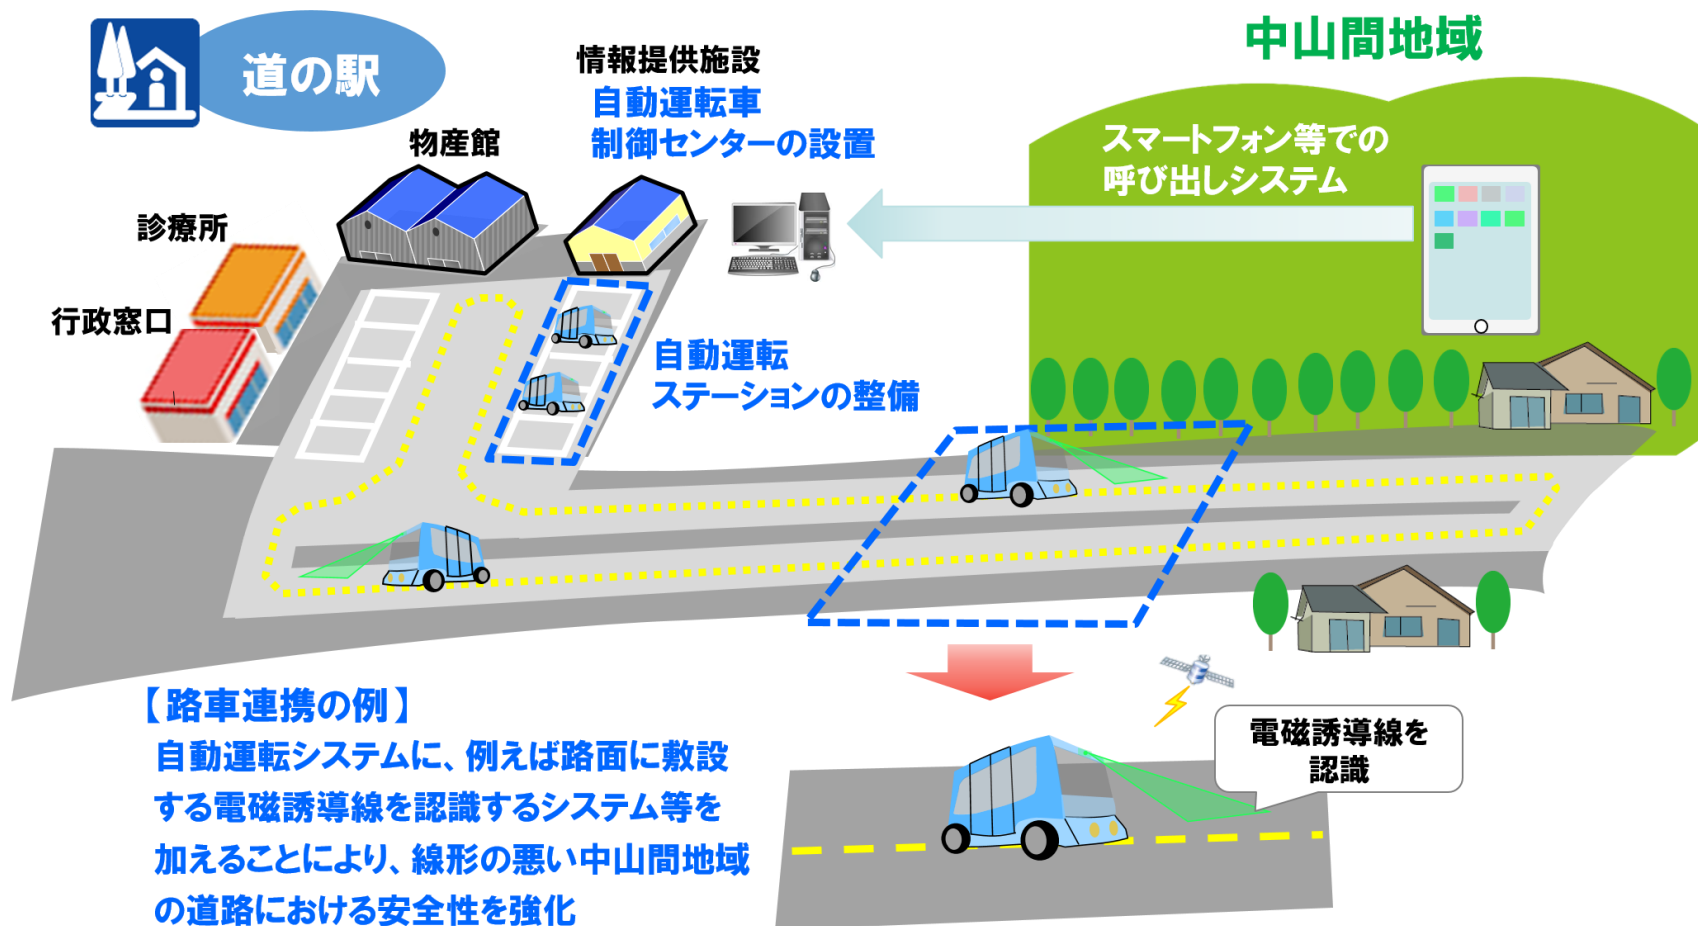 道の駅
中山間地域
情報提供施設
自動運転車
制御センターの設置
物産館
スマートフォン等での
呼び出しシステム
診療所
行政窓口
自動運転
ステーションの整備
【路車連携の例】
自動運転システムに、例えば路面に敷設
する電磁誘導線を認識するシステム等を
加えることにより、線形の悪い中山間地域
の道路における安全性を強化
電磁誘導線を
認識